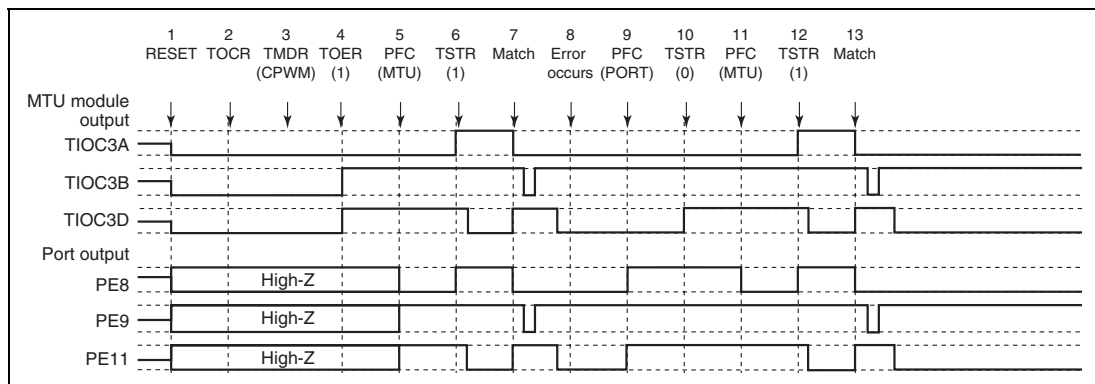 1 2 3 4 5 6 7 8 9 10 11 12 13
RESET TOCR TMDR TOER PFC TSTR Match Error PFC TSTR PFC TSTR Match
(CPWM) (1) (MTU) (1) occurs (PORT) (0) (MTU) (1)
MTU module
output
TIOC3A
TIOC3B
TIOC3D
Port output
PE8 High-Z
PE9 High-Z
PE11 High-Z